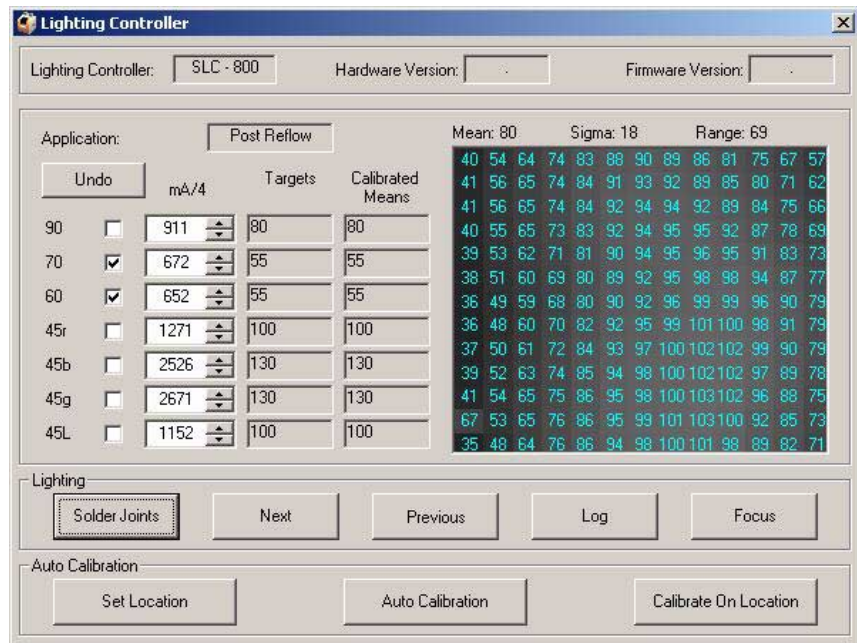 Lighting Controller
Lighting Controller: SLC - 800 Hardware Version: . Firmware Version: .
Application: Post Reflow
Undo mA/4 Targets Calibrated Means
90 911 80 80
70 672 55 55
60 652 55 55
45r 1271 100 100
45b 2526 130 130
45g 2671 130 130
45L 1152 100 100
Mean: 80 Sigma: 18 Range: 69
40 54 64 74 83 88 90 89 86 81 75 67 57
41 56 65 74 84 91 93 92 89 85 80 71 62
41 56 65 74 84 92 94 94 92 89 84 75 66
40 55 65 73 83 92 94 95 95 92 87 78 69
39 53 62 71 81 90 94 95 96 95 91 83 73
38 51 60 69 80 89 92 95 98 98 94 87 77
36 49 59 68 80 90 92 96 99 99 96 90 79
36 48 60 70 82 92 95 99 101 100 98 91 79
37 50 61 72 84 93 97 100 102 102 99 90 79
39 52 63 74 85 94 98 100 102 102 97 89 78
41 54 65 75 86 95 98 100 103 102 96 88 75
67 53 65 76 86 95 99 101 103 100 92 85 73
35 48 64 76 86 94 98 100 101 98 89 82 71
Lighting
Solder Joints Next Previous Log Focus
Auto Calibration
Set Location Auto Calibration Calibrate On Location